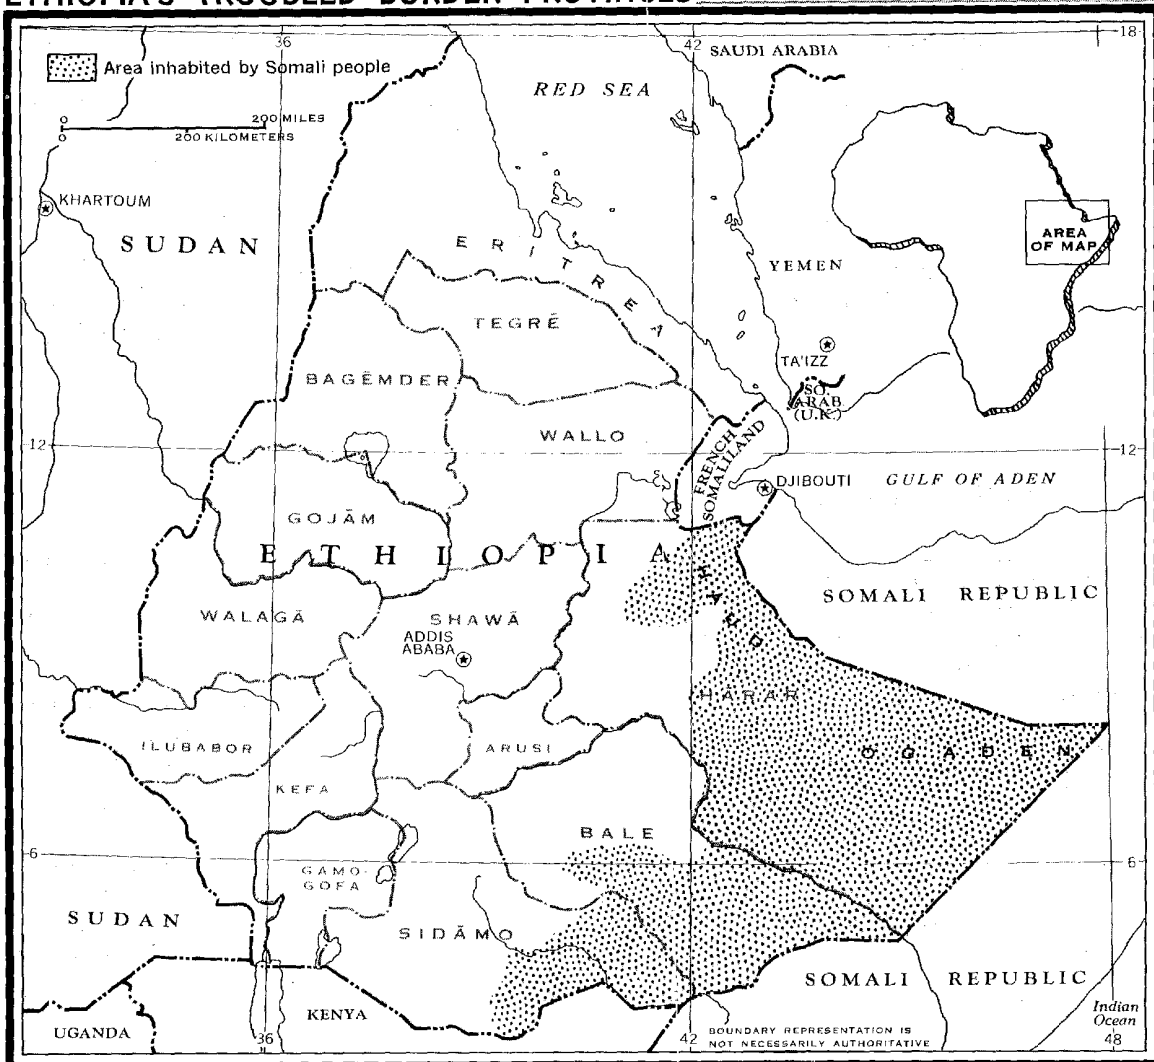 ETHIOPIA'S TROUBLED BORDER PROVINCES
36
42
18
SAUDI ARABIA
Area inhabited by Somali people
RED SEA
0 200 MILES
0 200 KILOMETERS
KHARTOUM
SUDAN
ERITREA
AREA
OF MAP
YEMEN
TEGRĒ
TA'IZZ
BAGĒMDER
SO.
ARAB.
(U.K.)
WALLO
FRENCH
SOMALILAND
12
12
DJIBOUTI
GULF OF ADEN
GOJĀM
ETHIOPIA
HAUD
SOMALI REPUBLIC
WALAGĀ
SHAWĀ
ADDIS
ABABA
HARAR
ILUBABOR
ARUSI
OGADEN
KEFA
BALE
6
6
GAMO-
GOFA
SUDAN
SIDĀMO
SOMALI REPUBLIC
KENYA
UGANDA
Indian
Ocean
36
42
BOUNDARY REPRESENTATION IS
NOT NECESSARILY AUTHORITATIVE
48